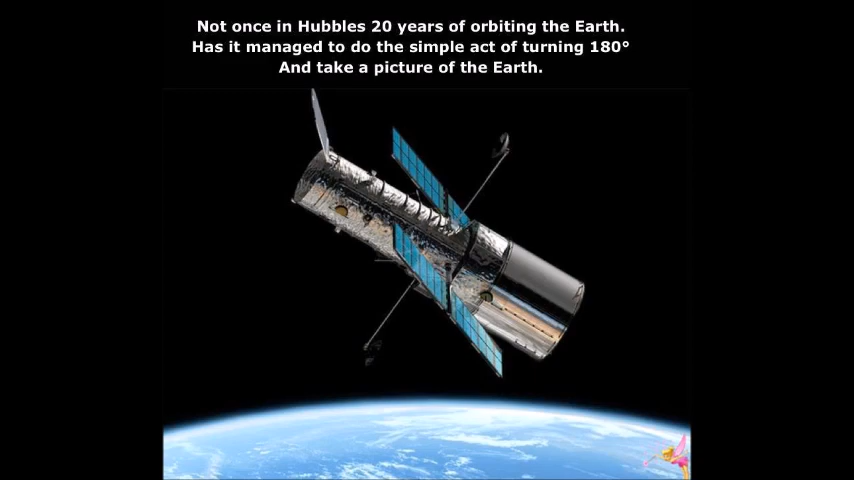 Not once in Hubbles 20 years of orbiting the Earth.
Has it managed to do the simple act of turning 180°
And take a picture of the Earth.